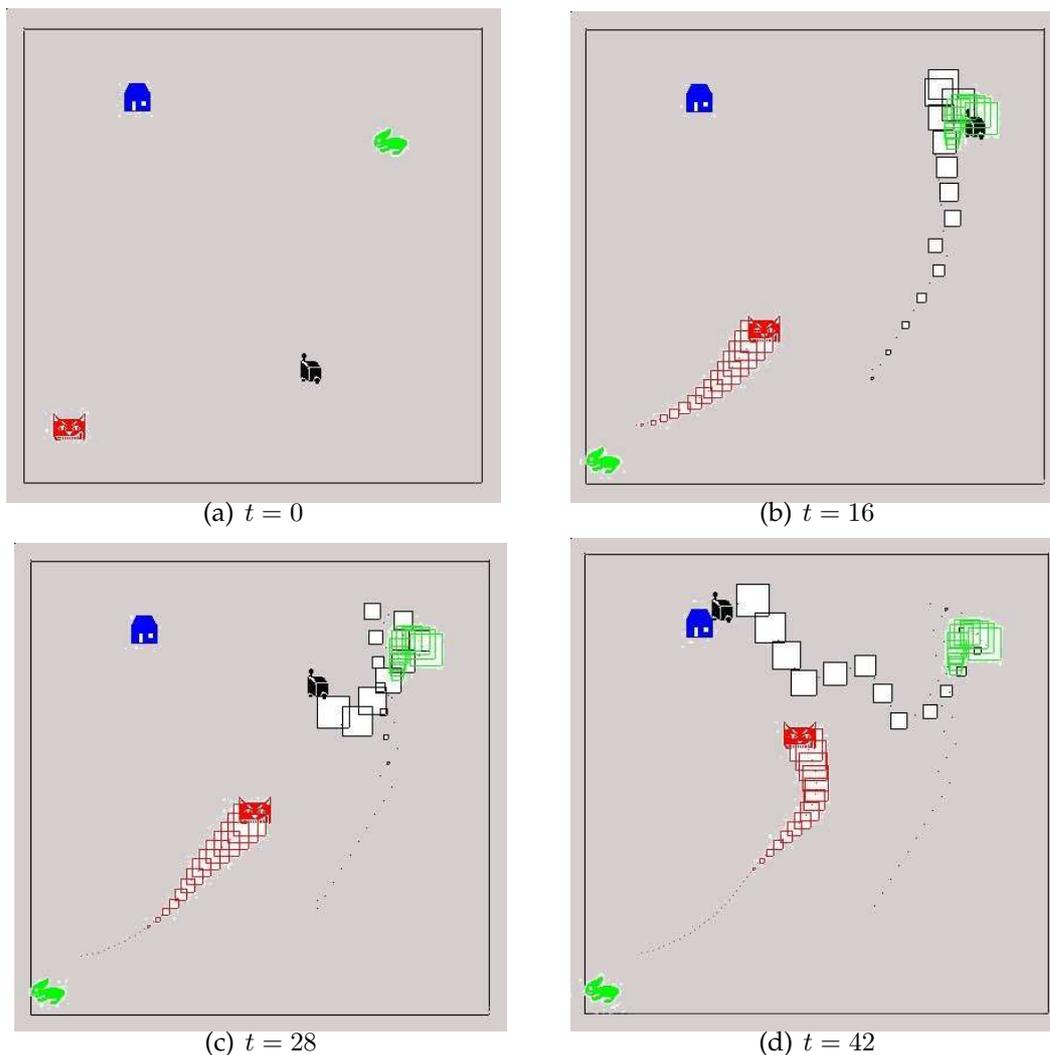 (a) t = 0
(b) t = 16
(c) t = 28
(d) t = 42